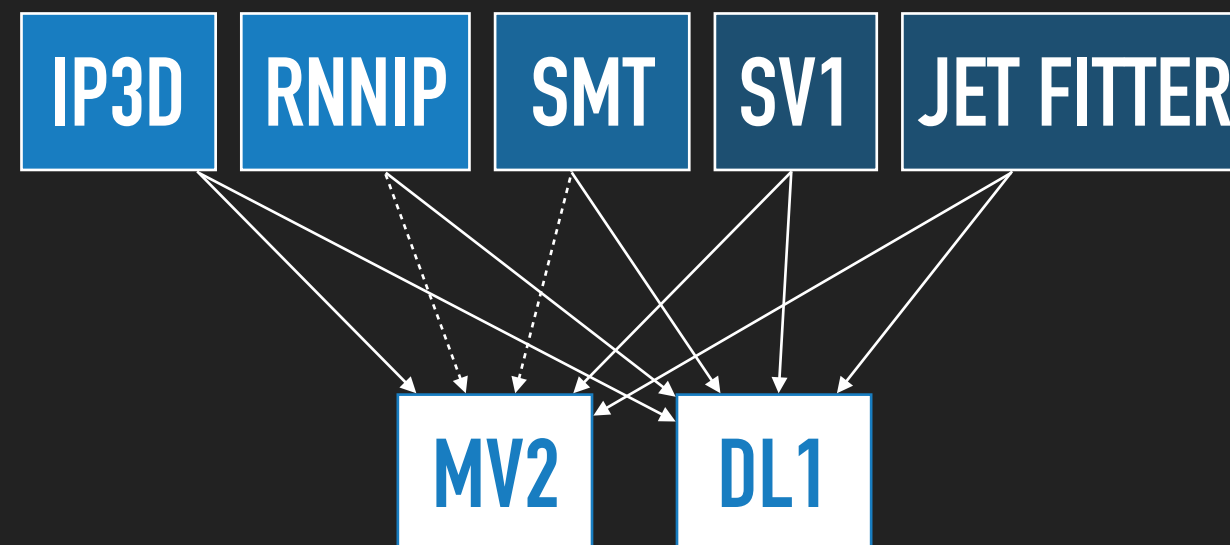 IP3D
RNNIP
SMT
SV1
JET FITTER
MV2
DL1